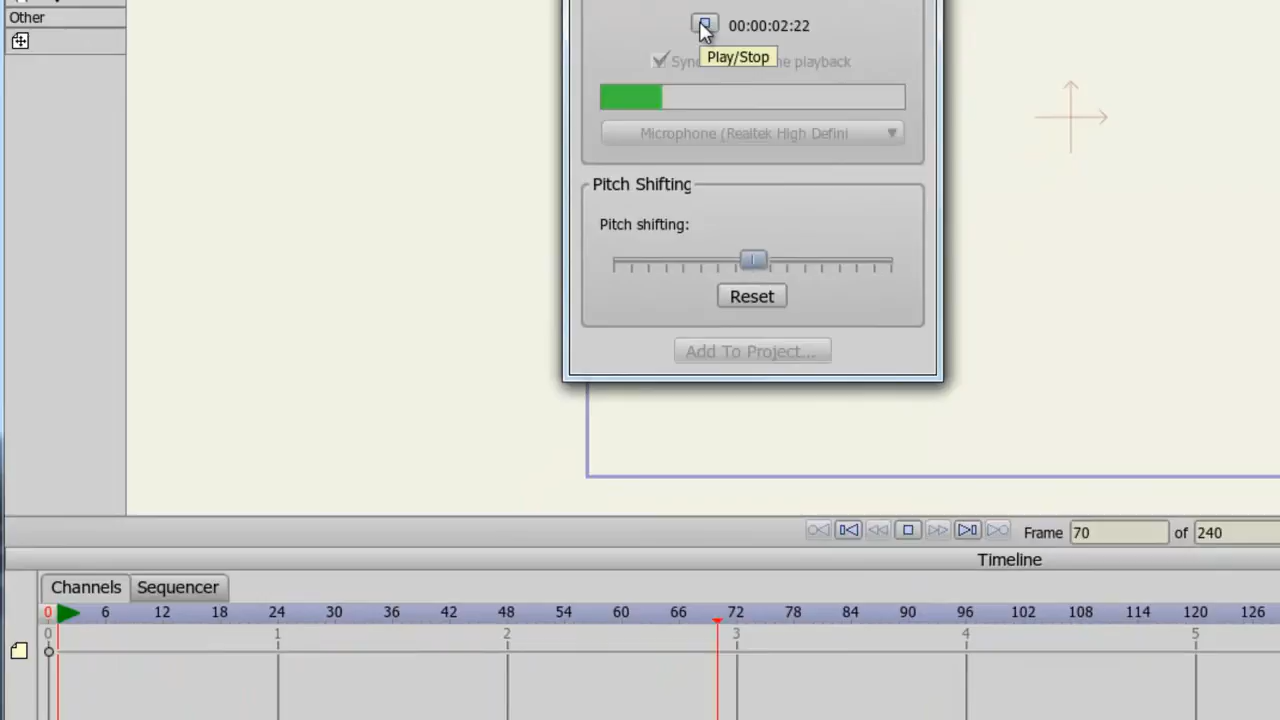 Other
00:00:02:22
Play/Stop
Sync playback
Microphone (Realtek High Defini
Pitch Shifting
Pitch shifting:
Reset
Add To Project...
Frame 70 of 240
Timeline
Channels Sequencer
0 6 12 18 24 30 36 42 48 54 60 66 72 78 84 90 96 102 108 114 120 126
0 1 2 3 4 5